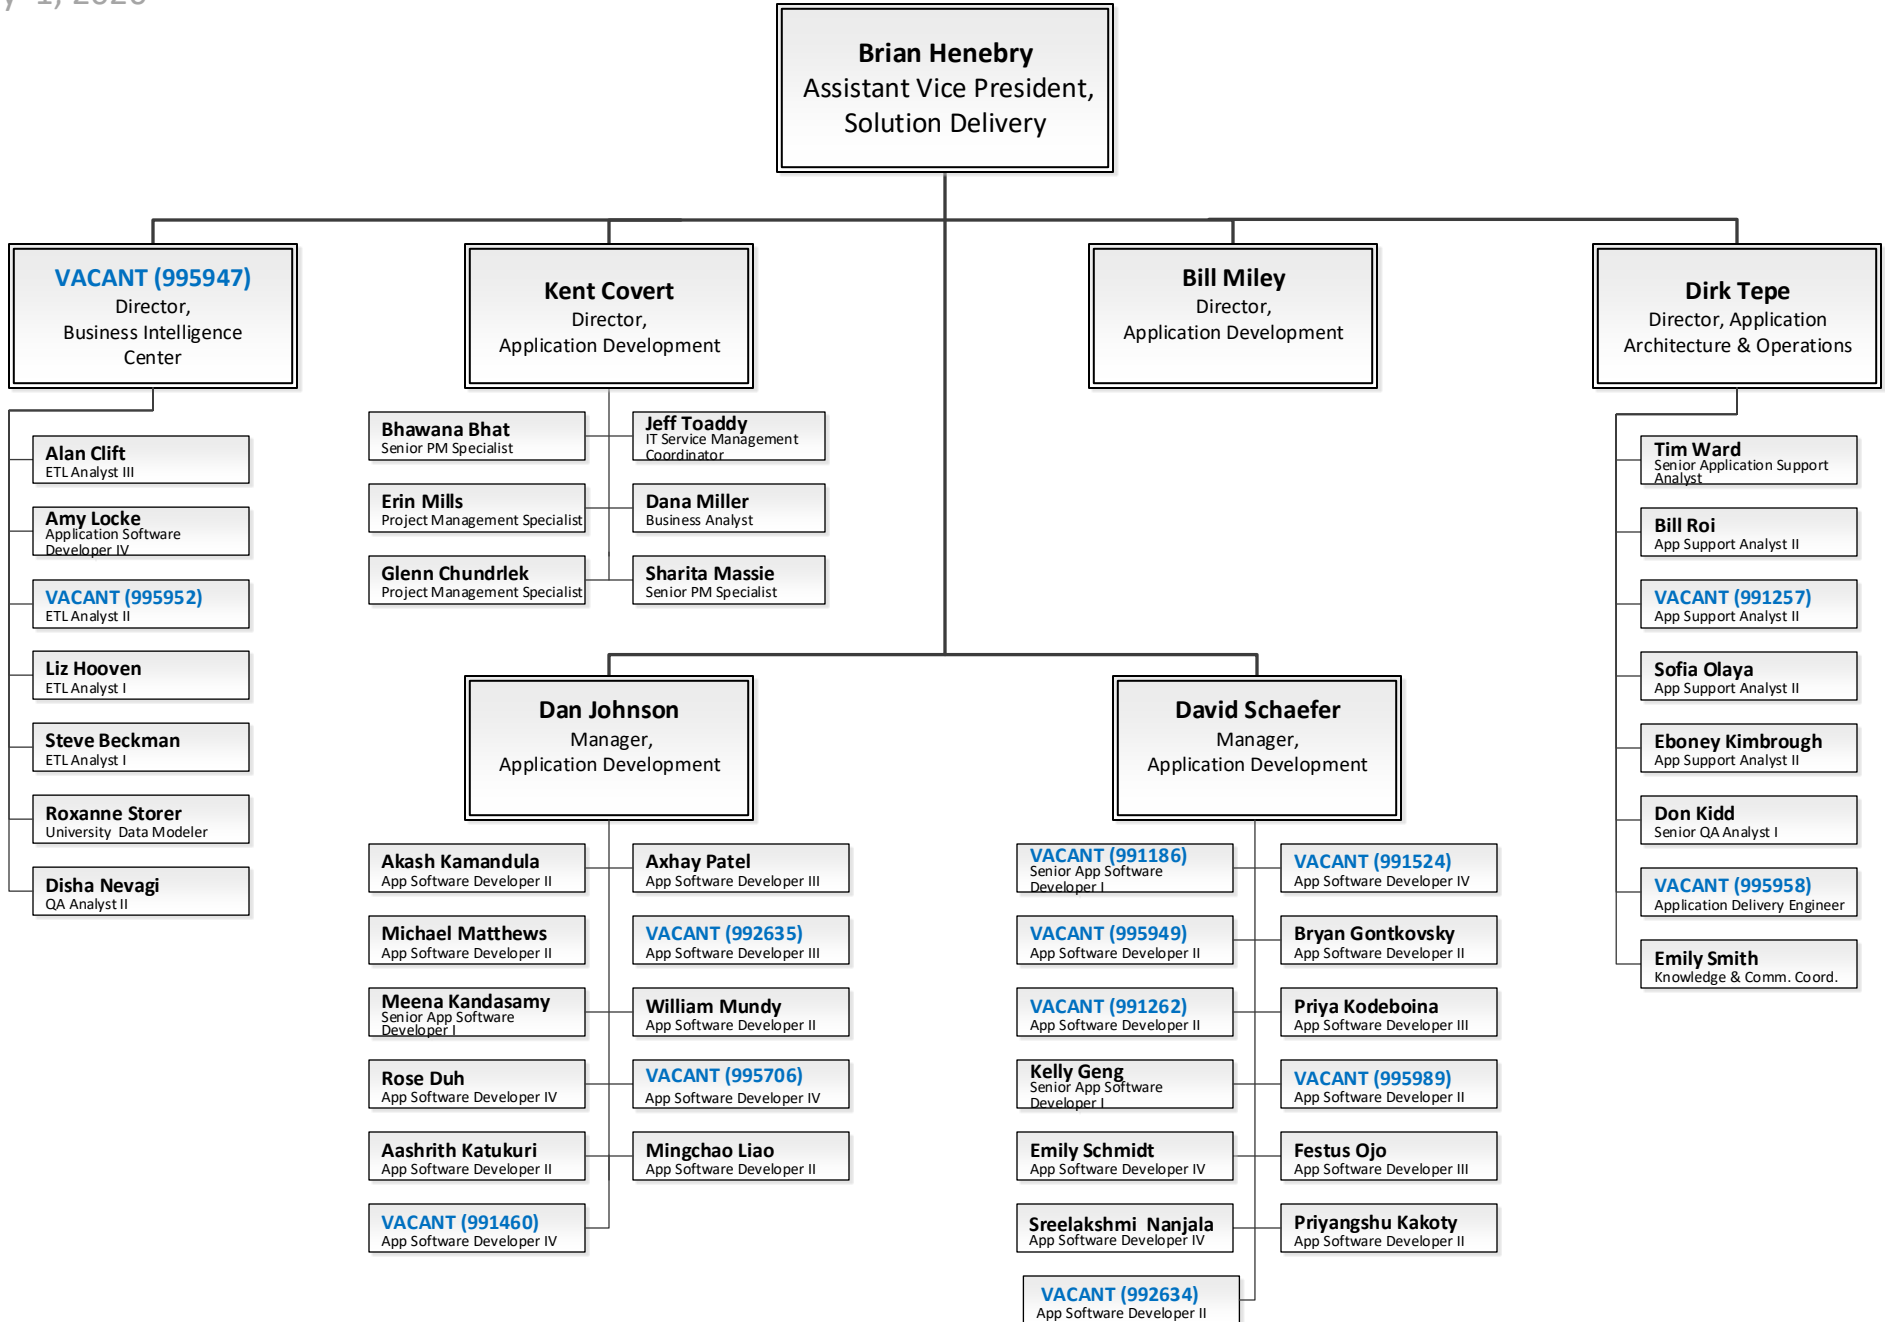 1, 2020
Brian Henebry
Assistant Vice President,
Solution Delivery
VACANT (995947)
Director,
Business Intelligence
Center
Kent Covert
Director,
Application Development
Bill Miley
Director,
Application Development
Dirk Tepe
Director, Application
Architecture & Operations
Alan Clift
ETL Analyst III
Amy Locke
Application Software
Developer IV
VACANT (995952)
ETL Analyst II
Liz Hooven
ETL Analyst I
Steve Beckman
ETL Analyst I
Roxanne Storer
University Data Modeler
Disha Nevagi
QA Analyst II
Bhawana Bhat
Senior PM Specialist
Jeff Toaddy
IT Service Management
Coordinator
Erin Mills
Project Management Specialist
Dana Miller
Business Analyst
Glenn Chundrlek
Project Management Specialist
Sharita Massie
Senior PM Specialist
Tim Ward
Senior Application Support
Analyst
Bill Roi
App Support Analyst II
VACANT (991257)
App Support Analyst II
Sofia Olaya
App Support Analyst II
Eboney Kimbrough
App Support Analyst II
Don Kidd
Senior QA Analyst I
VACANT (995958)
Application Delivery Engineer
Emily Smith
Knowledge & Comm. Coord.
Dan Johnson
Manager,
Application Development
David Schaefer
Manager,
Application Development
Akash Kamandula
App Software Developer II
Axhay Patel
App Software Developer III
Michael Matthews
App Software Developer II
VACANT (992635)
App Software Developer III
Meena Kandasamy
Senior App Software
Developer I
William Mundy
App Software Developer II
Rose Duh
App Software Developer IV
VACANT (995706)
App Software Developer IV
Aashrith Katukuri
App Software Developer II
Mingchao Liao
App Software Developer II
VACANT (991460)
App Software Developer IV
VACANT (991186)
Senior App Software
Developer I
VACANT (991524)
App Software Developer IV
VACANT (995949)
App Software Developer II
Bryan Gontkovsky
App Software Developer II
VACANT (991262)
App Software Developer II
Priya Kodeboina
App Software Developer III
Kelly Geng
Senior App Software
Developer I
VACANT (995989)
App Software Developer II
Emily Schmidt
App Software Developer IV
Festus Ojo
App Software Developer III
Sreelakshmi Nanjala
App Software Developer IV
Priyangshu Kakoty
App Software Developer II
VACANT (992634)
App Software Developer II